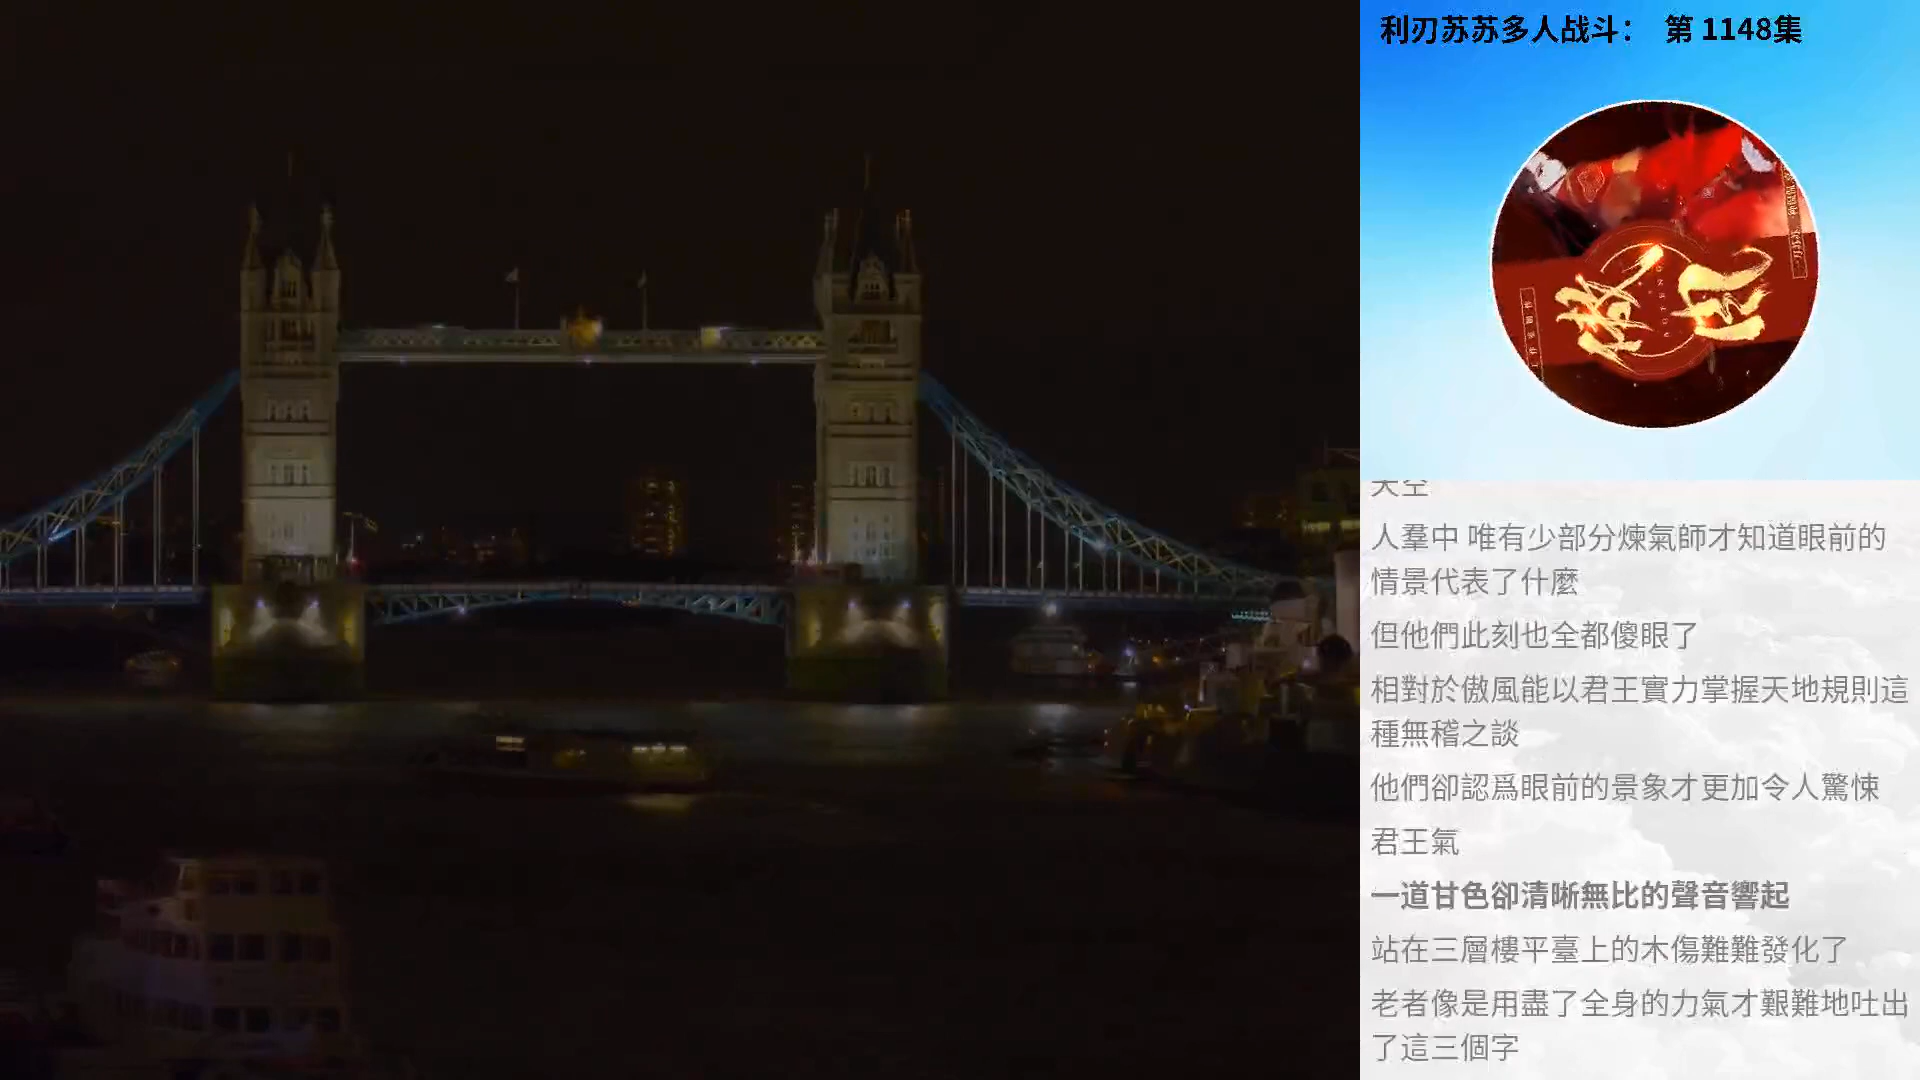 利刃苏苏多人战斗： 第 1148集
傲
风
天空
人羣中 唯有少部分煉氣師才知道眼前的
情景代表了什麼
但他們此刻也全都傻眼了
相對於傲風能以君王實力掌握天地規則這
種無稽之談
他們卻認爲眼前的景象才更加令人驚悚
君王氣
一道甘色卻清晰無比的聲音響起
站在三層樓平臺上的木傷難難發化了
老者像是用盡了全身的力氣才艱難地吐出
了這三個字